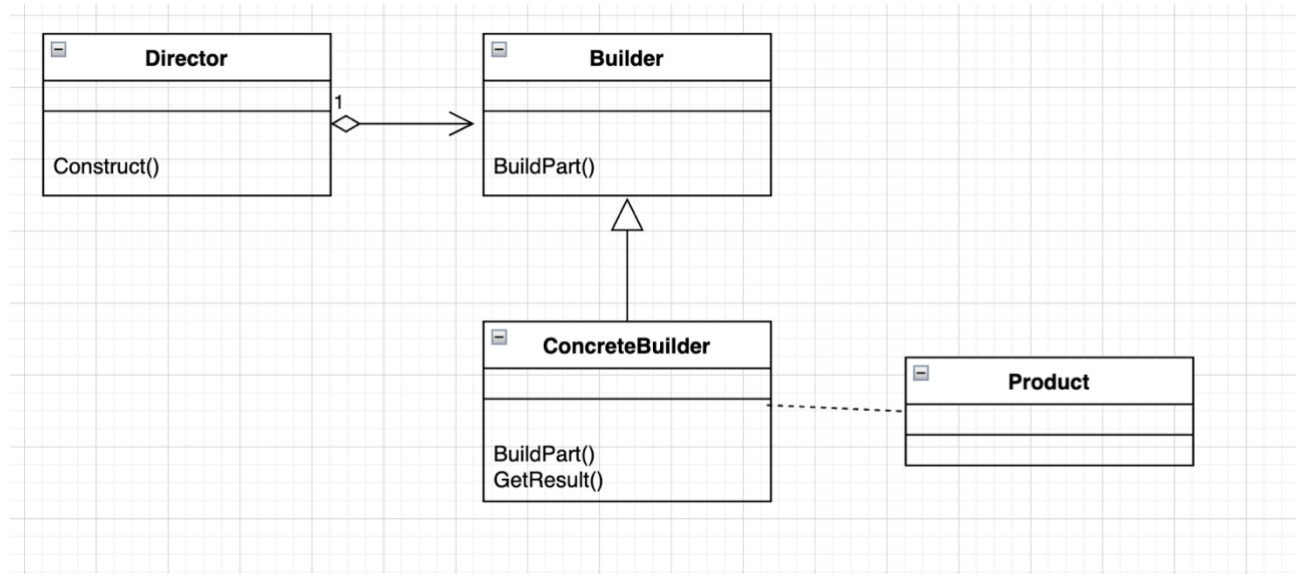 Director
1
Construct()
Builder
BuildPart()
ConcreteBuilder
BuildPart()
GetResult()
Product